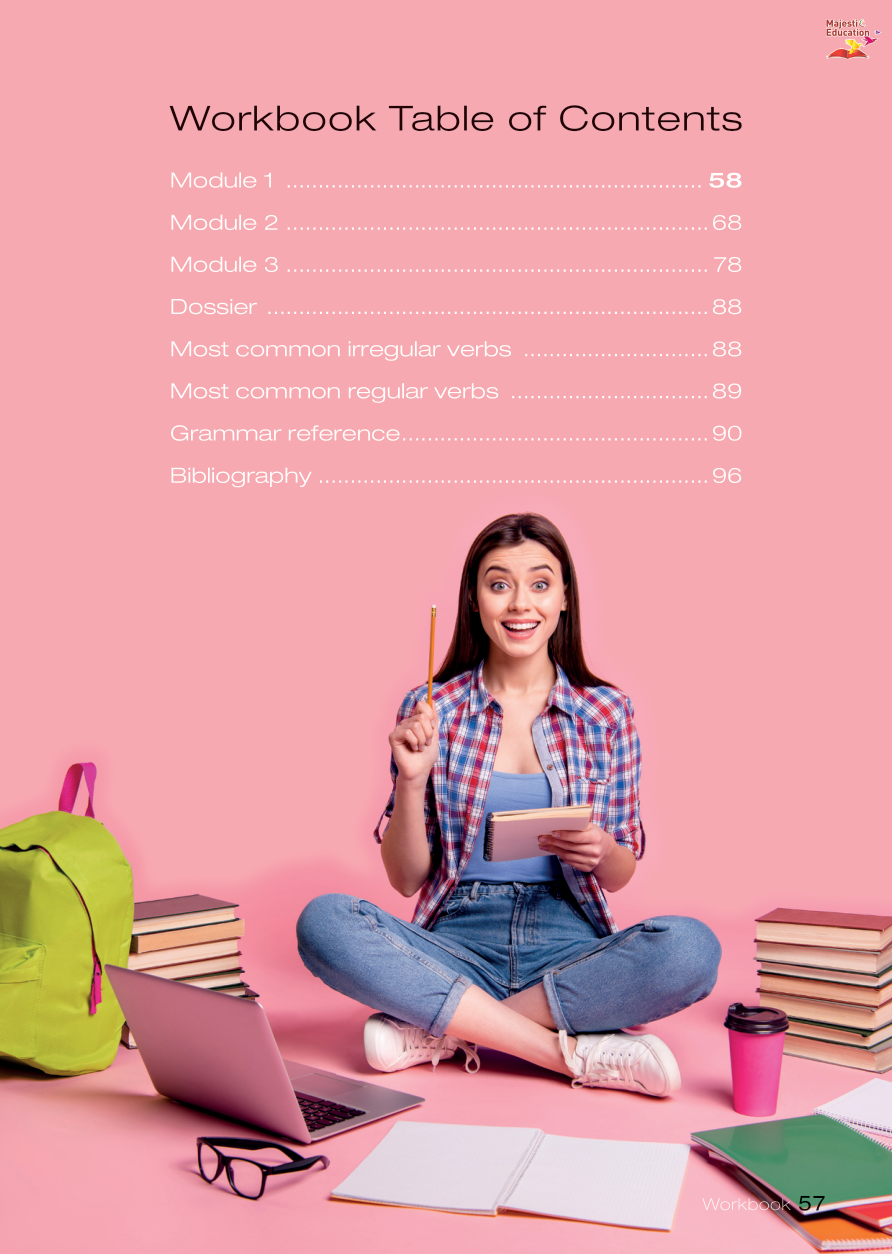 Majestic
Education
Workbook Table of Contents
Module 1 ................................................................. 58
Module 2 .................................................................. 68
Module 3 .................................................................. 78
Dossier ..................................................................... 88
Most common irregular verbs ............................. 88
Most common regular verbs ............................... 89
Grammar reference................................................ 90
Bibliography ............................................................. 96
Workbook 57